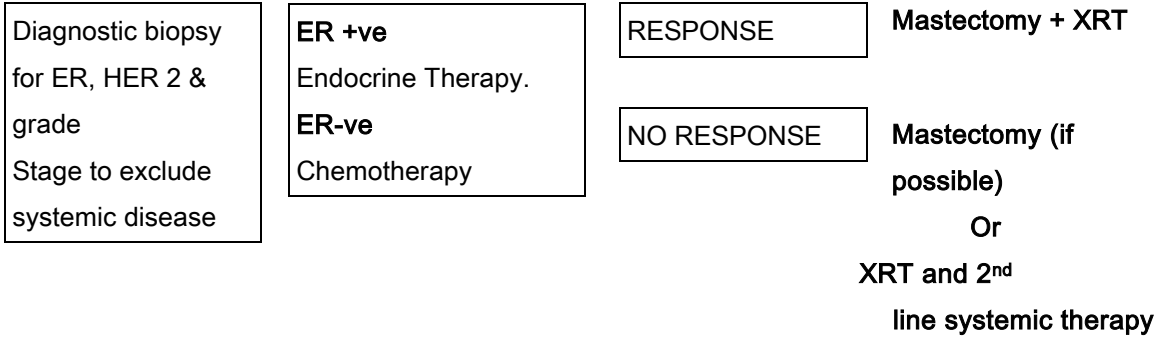 Diagnostic biopsy
for ER, HER 2 &
grade
Stage to exclude
systemic disease
ER +ve
Endocrine Therapy.
ER-ve
Chemotherapy
RESPONSE
Mastectomy + XRT
NO RESPONSE
Mastectomy (if
possible)
Or
XRT and 2nd
line systemic therapy